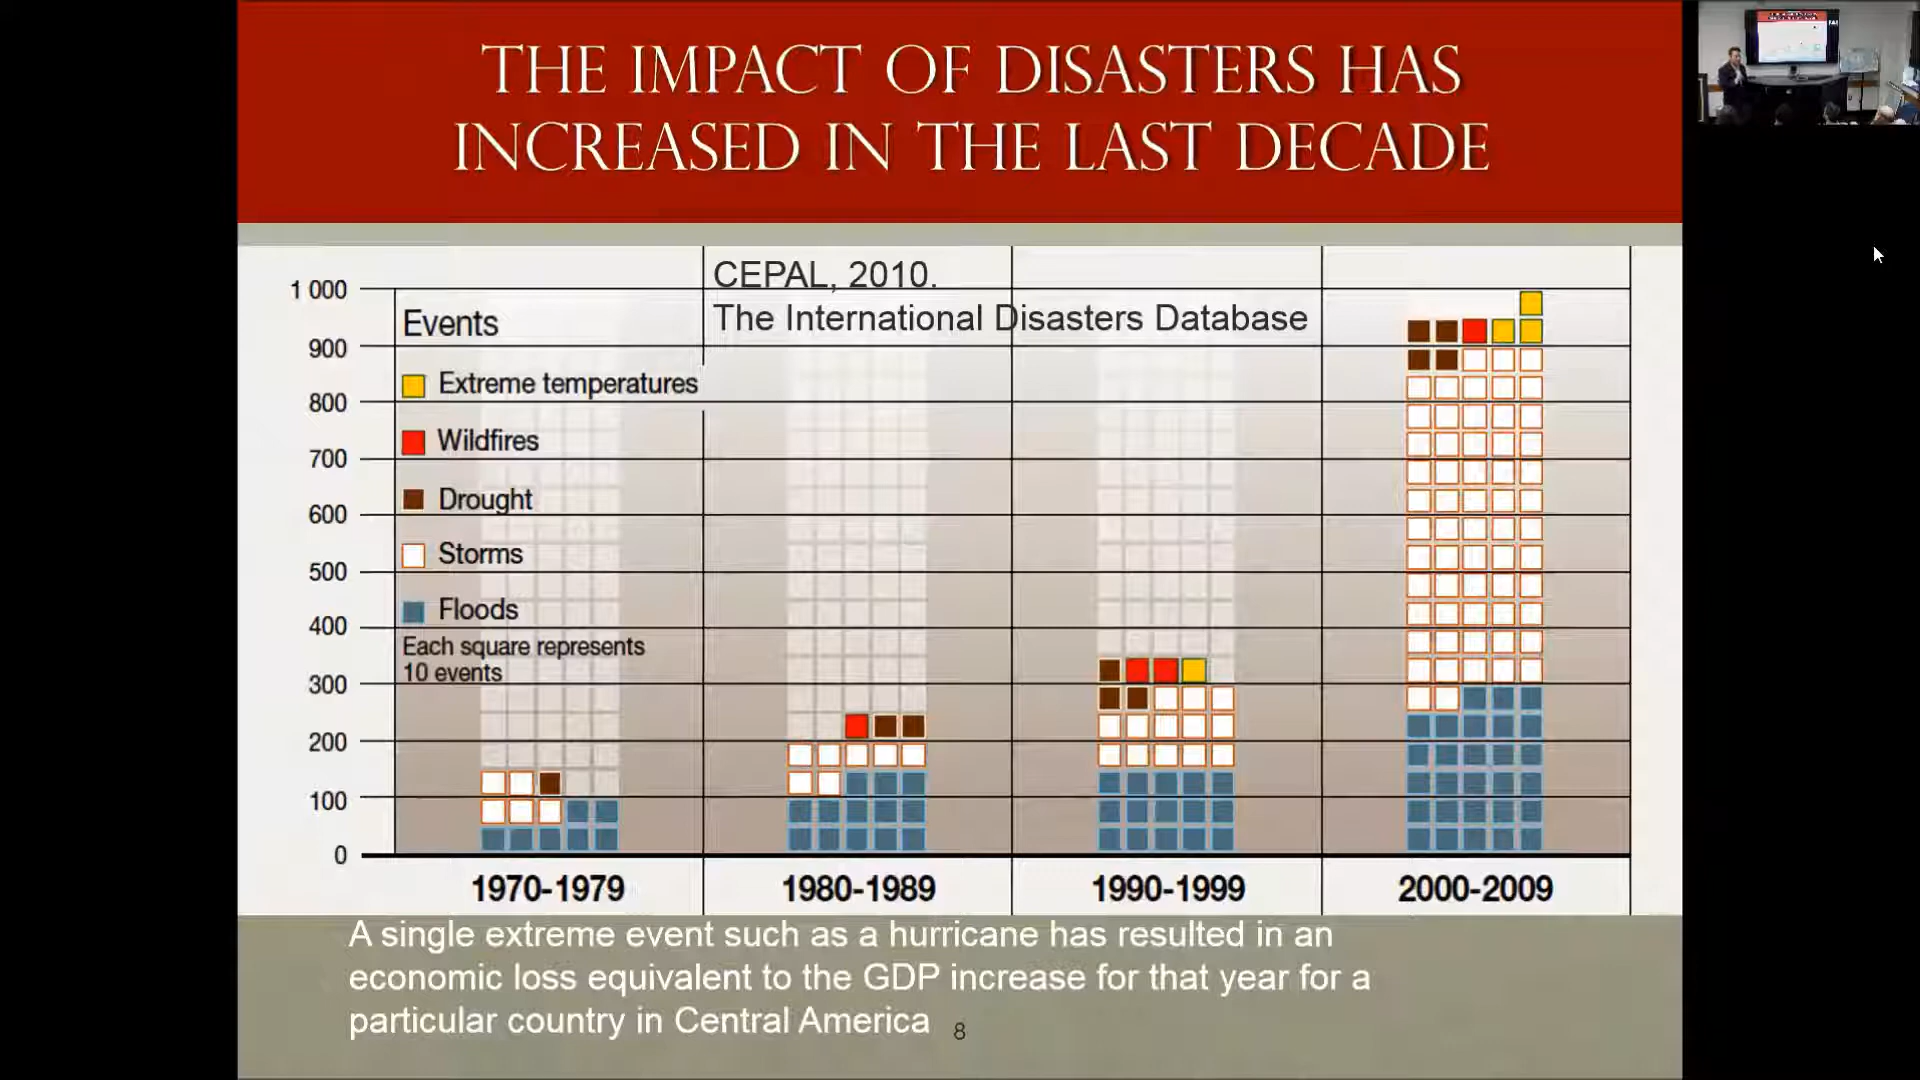 THE IMPACT OF DISASTERS HAS
INCREASED IN THE LAST DECADE
CEPAL, 2010.
The International Disasters Database
1 000
900
800
700
600
500
400
300
200
100
0
Events
Extreme temperatures
Wildfires
Drought
Storms
Floods
Each square represents
10 events
1970-1979
1980-1989
1990-1999
2000-2009
A single extreme event such as a hurricane has resulted in an
economic loss equivalent to the GDP increase for that year for a
particular country in Central America
8